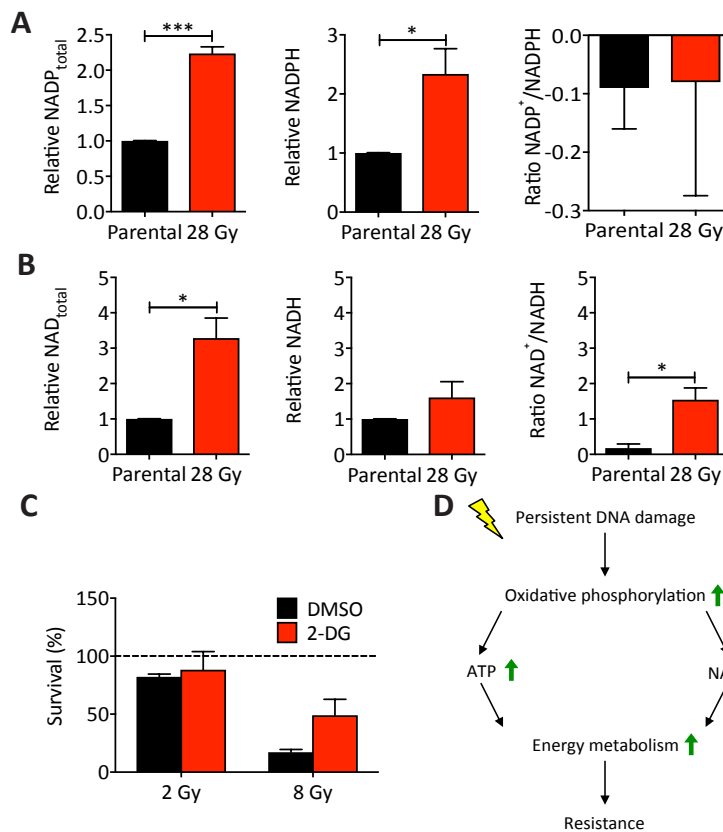 A
Relative NADP total
2.5
2.0
1.5
1.0
0.5
0.0
***
Parental 28 Gy
Relative NADPH
3
2
1
0
*
Parental 28 Gy
Ratio NADP⁺/NADPH
0.0
-0.1
-0.2
-0.3
Parental 28 Gy
B
Relative NAD total
5
4
3
2
1
0
*
Parental 28 Gy
Relative NADH
5
4
3
2
1
0
Parental 28 Gy
Ratio NAD⁺/NADH
5
4
3
2
1
0
*
Parental 28 Gy
C
Survival (%)
150
100
50
0
DMSO
2-DG
2 Gy 8 Gy
D
Persistent DNA damage
Oxidative phosphorylation
ATP
Energy metabolism
Resistance